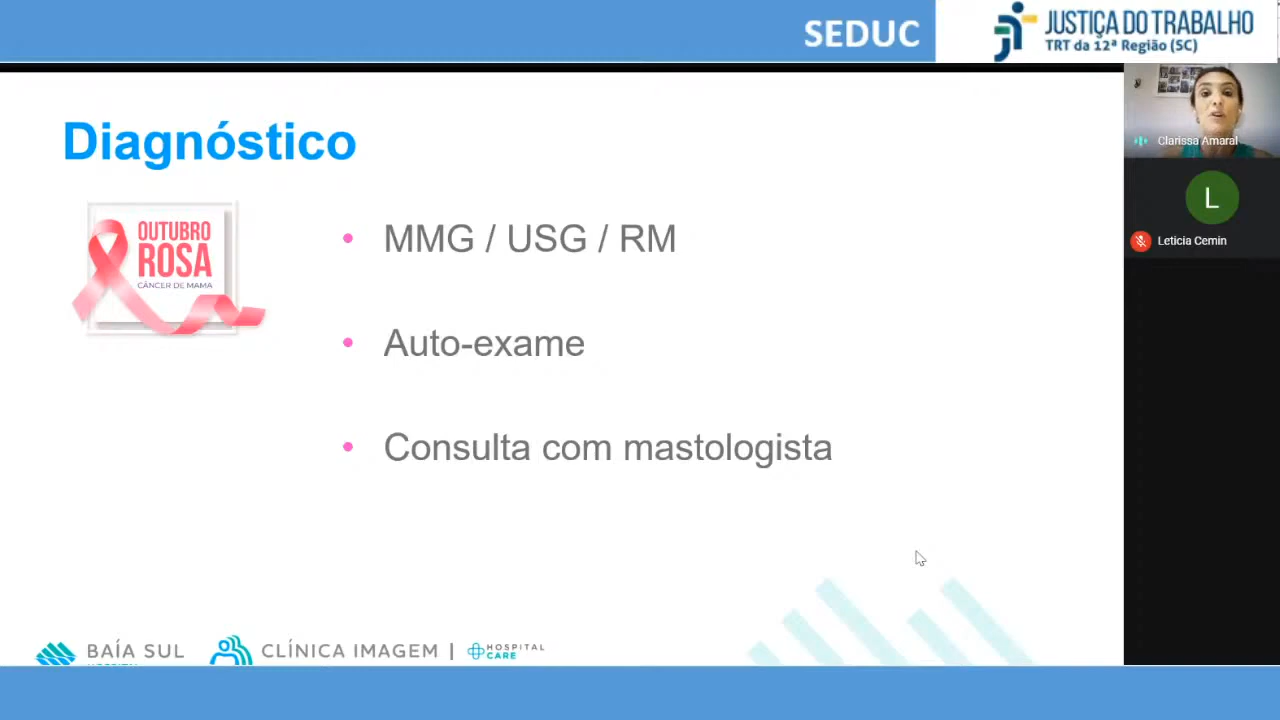 SEDUC
JUSTIÇA DO TRABALHO
TRT da 12ª Região (SC)
Clarissa Amaral
L
Leticia Cemin
Diagnóstico
OUTUBRO
ROSA
CÂNCER DE MAMA
• MMG / USG / RM
• Auto-exame
• Consulta com mastologista
BAÍA SUL
CLÍNICA IMAGEM |
HOSPITAL
CARE